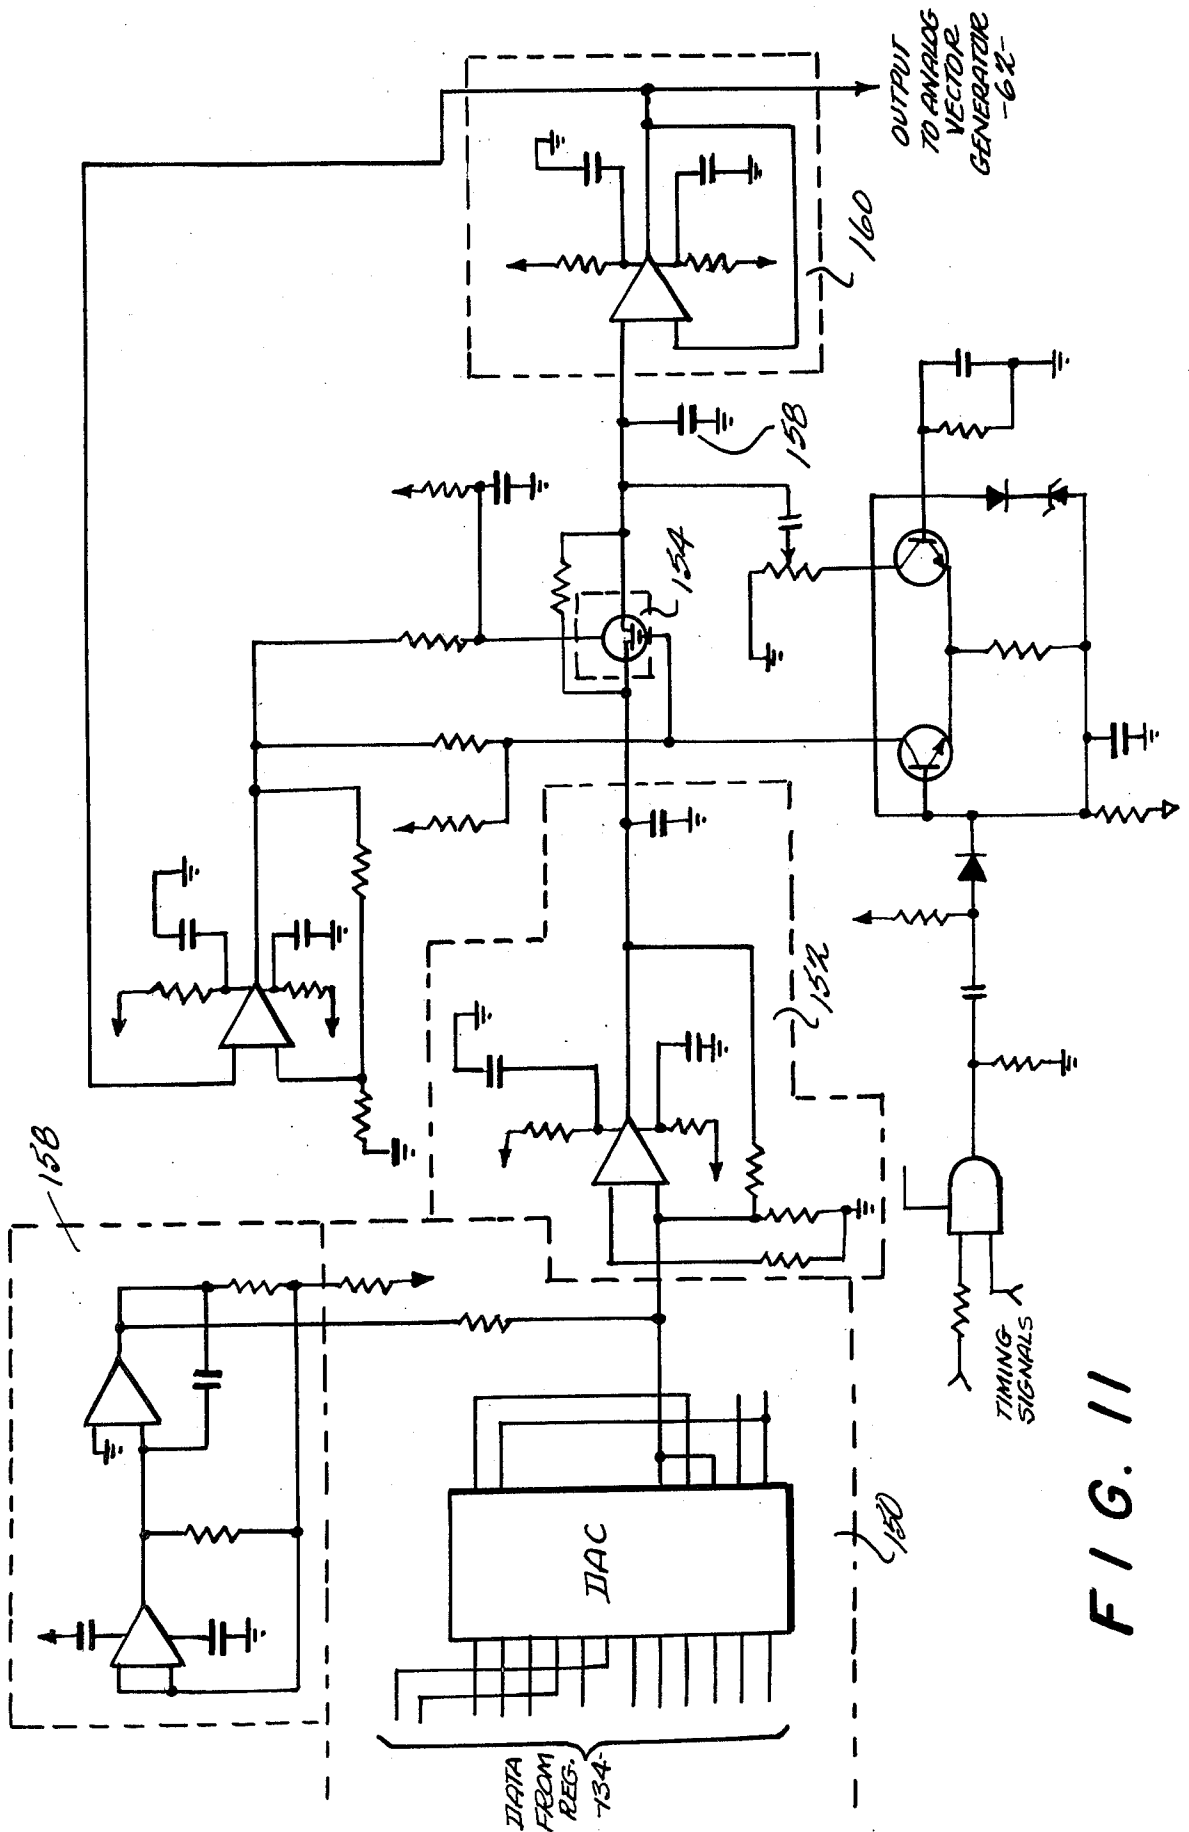 158
DAC
DATA
FROM
REG.
-134-
150
152
154
158
160
OUTPUT
TO ANALOG
VECTOR
GENERATOR
-62-
TIMING
SIGNALS
FIG. 11